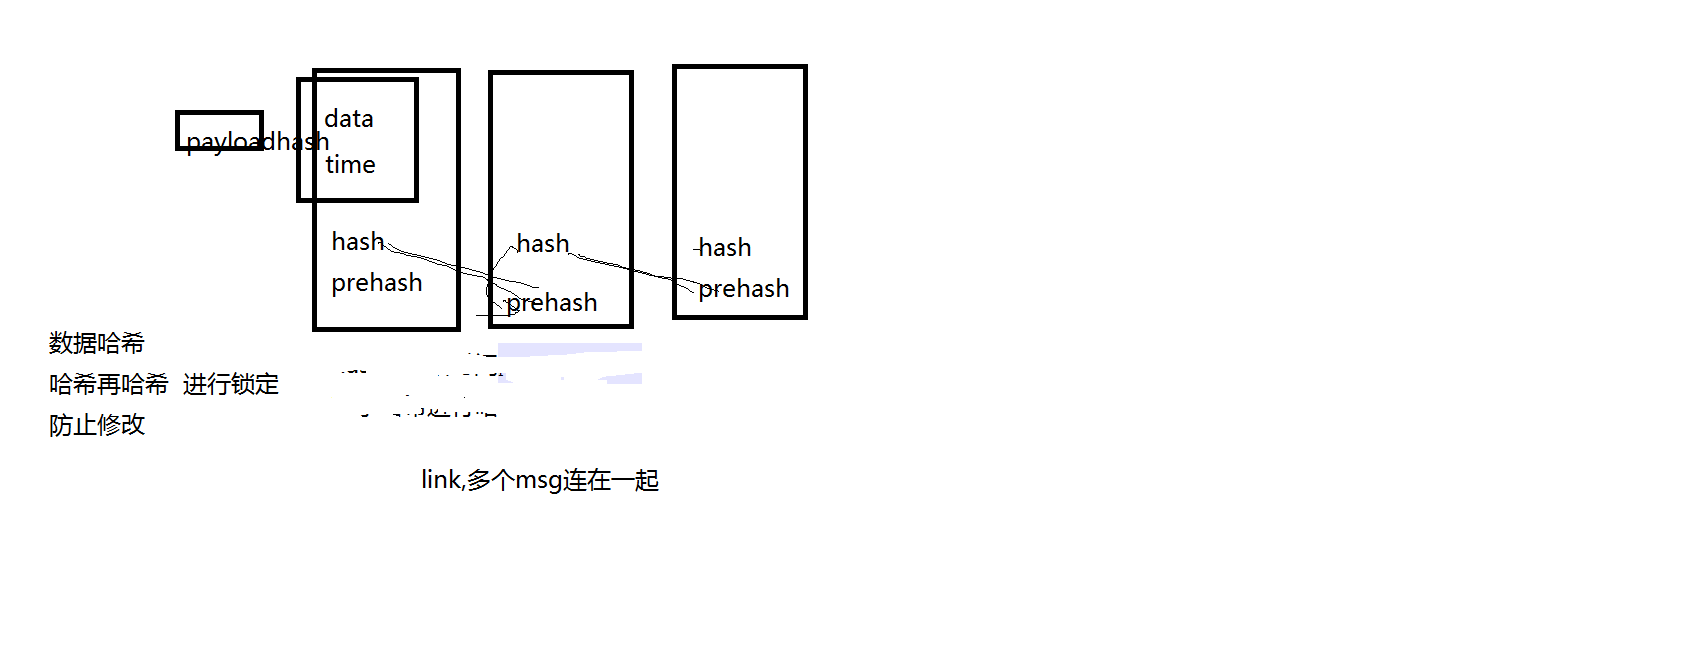 data
payloadhash
time
hash
prehash
hash
prehash
hash
prehash
数据哈希
哈希再哈希 进行锁定
防止修改
link,多个msg连在一起